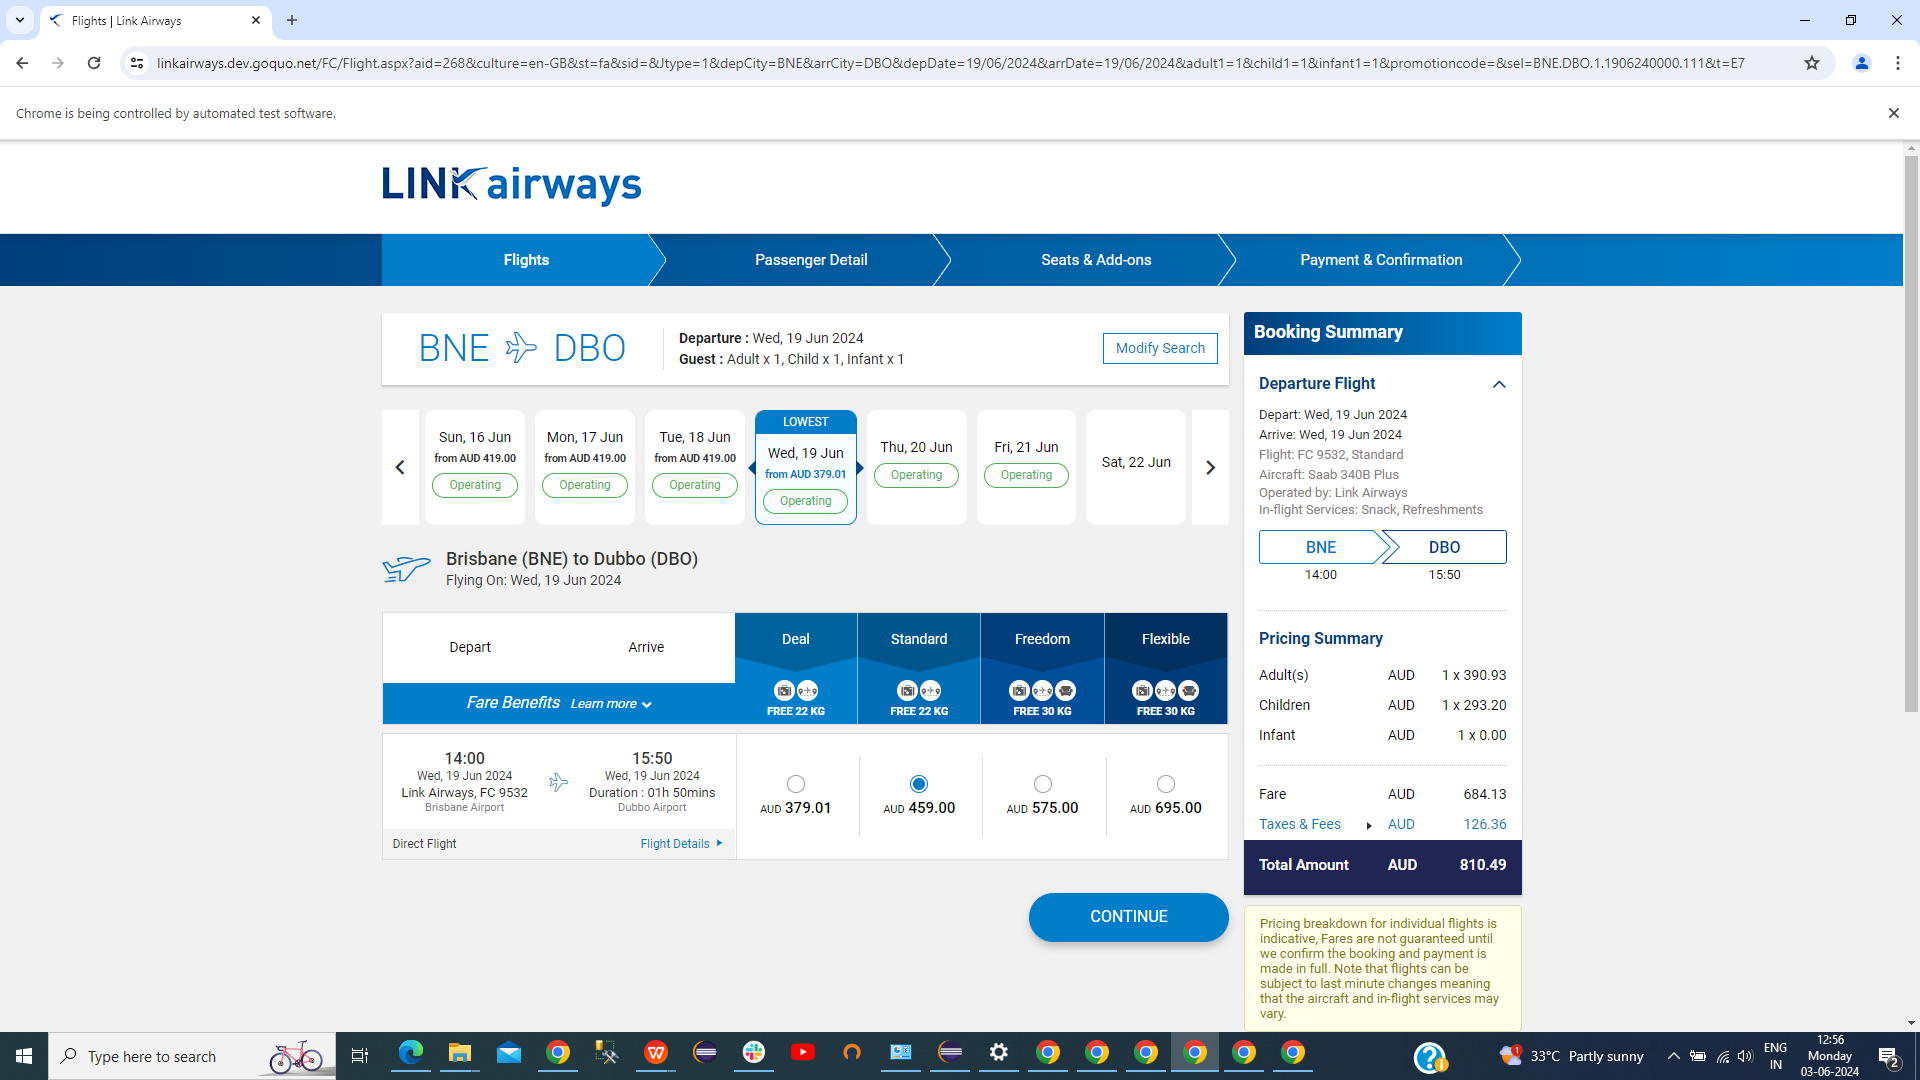 Flights | Link Airways
linkairways.dev.goquo.net/FC/Flight.aspx?aid=268&culture=en-GB&st=fa&sid=&Jtype=1&depCity=BNE&arrCity=DBO&depDate=19/06/2024&arrDate=19/06/2024&adult1=1&child1=1&infant1=1&promotioncode=&sel=BNE.DBO.1.1906240000.111&t=E7
Chrome is being controlled by automated test software.
LINK airways
Flights
Passenger Detail
Seats & Add-ons
Payment & Confirmation
BNE DBO
Departure : Wed, 19 Jun 2024
Guest : Adult x 1, Child x 1, Infant x 1
Modify Search
Sun, 16 Jun
from AUD 419.00
Operating
Mon, 17 Jun
from AUD 419.00
Operating
Tue, 18 Jun
from AUD 419.00
Operating
LOWEST
Wed, 19 Jun
from AUD 379.01
Operating
Thu, 20 Jun
Operating
Fri, 21 Jun
Operating
Sat, 22 Jun
Brisbane (BNE) to Dubbo (DBO)
Flying On: Wed, 19 Jun 2024
Depart Arrive
Fare Benefits Learn more
Deal
FREE 22 KG
Standard
FREE 22 KG
Freedom
FREE 30 KG
Flexible
FREE 30 KG
14:00
Wed, 19 Jun 2024
Link Airways, FC 9532
Brisbane Airport
15:50
Wed, 19 Jun 2024
Duration : 01h 50mins
Dubbo Airport
Direct Flight
Flight Details
AUD 379.01
AUD 459.00
AUD 575.00
AUD 695.00
CONTINUE
Booking Summary
Departure Flight
Depart: Wed, 19 Jun 2024
Arrive: Wed, 19 Jun 2024
Flight: FC 9532, Standard
Aircraft: Saab 340B Plus
Operated by: Link Airways
In-flight Services: Snack, Refreshments
BNE DBO
14:00 15:50
Pricing Summary
Adult(s) AUD 1 x 390.93
Children AUD 1 x 293.20
Infant AUD 1 x 0.00
Fare AUD 684.13
Taxes & Fees AUD 126.36
Total Amount AUD 810.49
Pricing breakdown for individual flights is
indicative, Fares are not guaranteed until
we confirm the booking and payment is
made in full. Note that flights can be
subject to last minute changes meaning
that the aircraft and in-flight services may
vary.
Type here to search
1
33°C Partly sunny
ENG
IN
12:56
Monday
03-06-2024
2